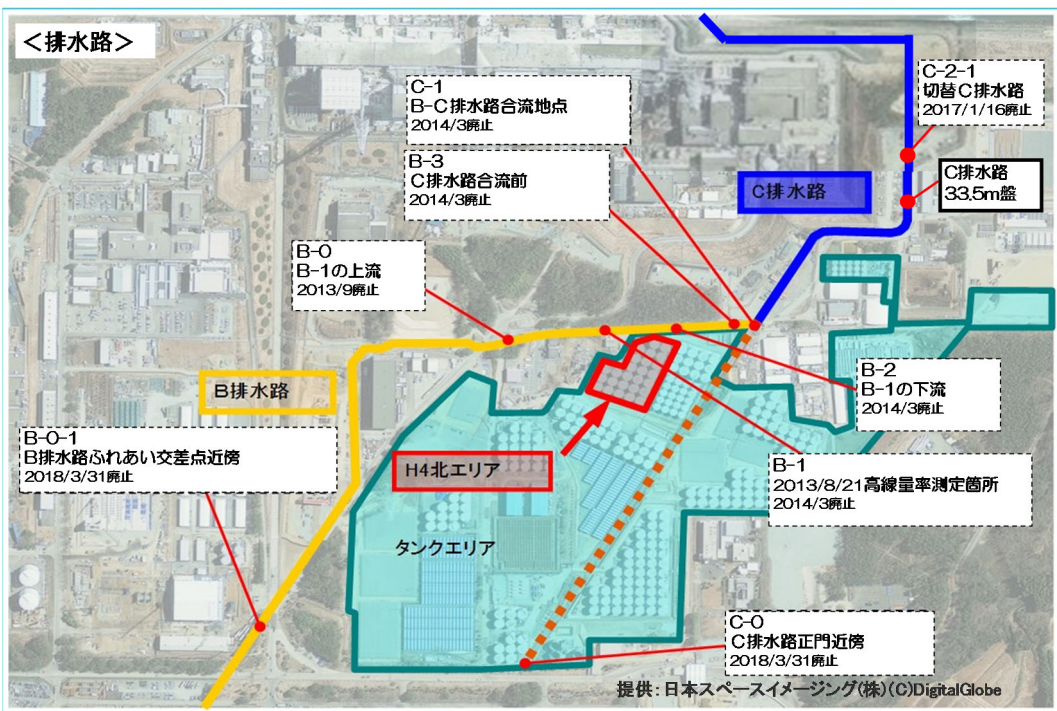 ＜排水路＞
C-1
B-C排水路合流地点
2014/3廃止
C-2-1
切替C排水路
2017/1/16廃止
B-3
C排水路合流前
2014/3廃止
C排水路
C排水路
33.5m盤
B-0
B-1の上流
2013/9廃止
B排水路
B-2
B-1の下流
2014/3廃止
B-0-1
B排水路ふれあい交差点近傍
2018/3/31廃止
H4北エリア
B-1
2013/8/21高線量率測定箇所
2014/3廃止
タンクエリア
C-0
C排水路正門近傍
2018/3/31廃止
提供：日本スペースイメージング(株)(C)DigitalGlobe